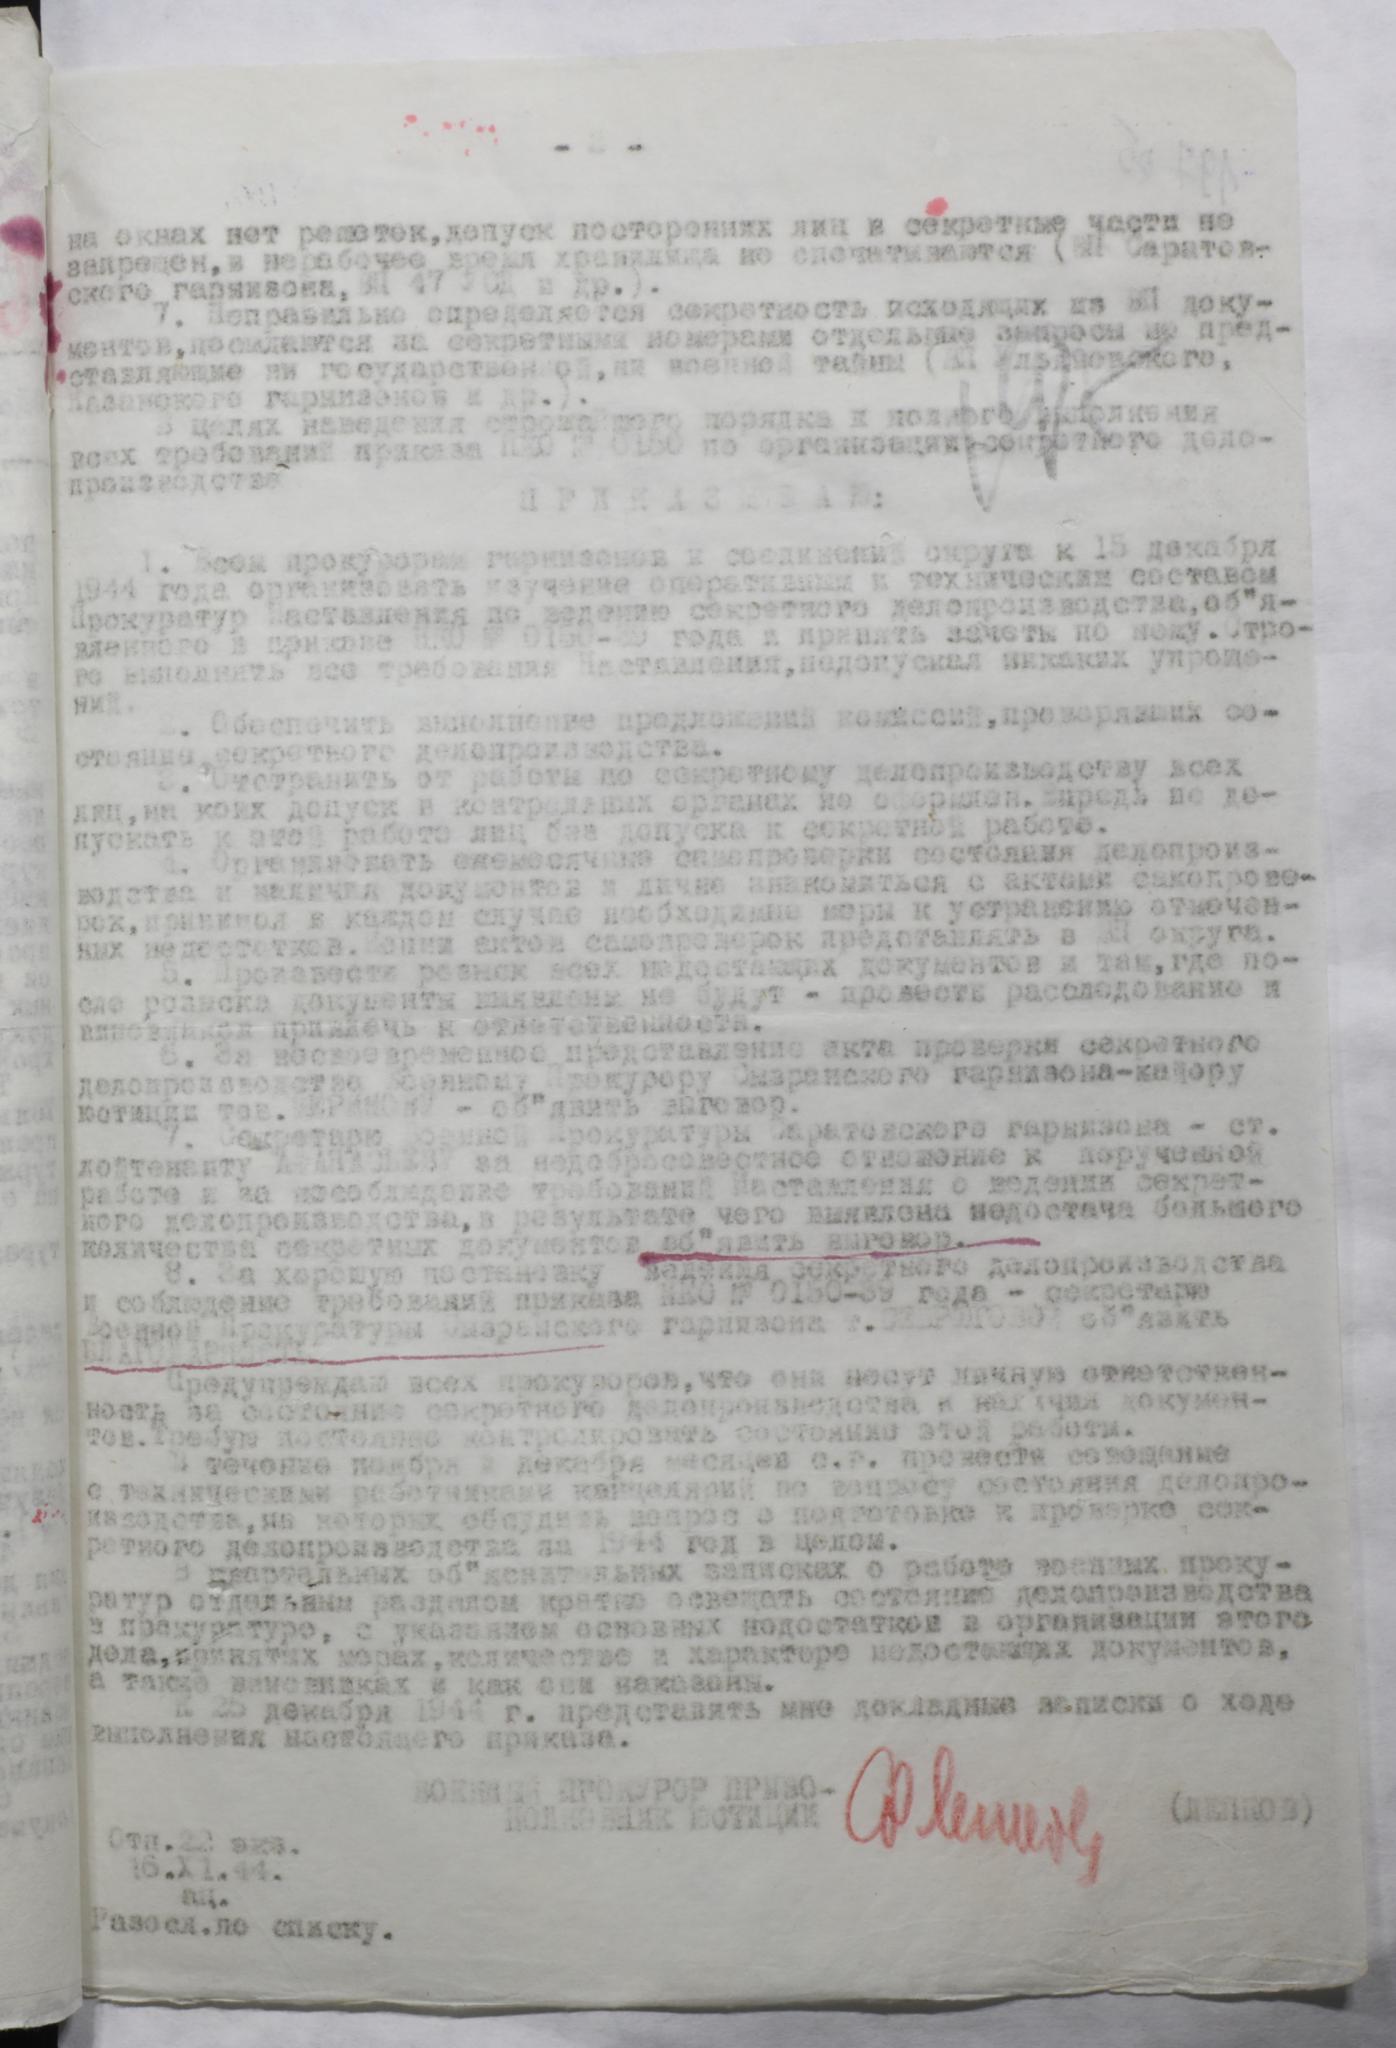 - 2 -
на окнах нет решеток,допуск посторонних лиц в секретные части не
запрещен,в нерабочее время хранилища не опечатываются (ВП Саратов-
ского гарнизона, ВП 47 УСД и др.).
7. Неправильно определяется секретность исходящих из ВП доку-
ментов,посылаются за секретными номерами отдельные запросы не пред-
ставляющие ни государственной,ни военной тайны (ВП Ульяновского,
Казанского гарнизонов и др.).
В целях наведения строжайшего порядка и полного выполнения
всех требований приказа НКО № 0150 по организации секретного дело-
производства
П Р И К А З Ы В А Ю:
1. Всем прокурорам гарнизонов и соединений округа к 15 декабря
1944 года организовать изучение оперативным и техническим составом
Прокуратур Наставления по ведению секретного делопроизводства,об"я-
вленного в приказе НКО № 0150-39 года и принять зачеты по нему.Стро-
го выполнять все требования Наставления,недопуская никаких упроще-
ний.
2. Обеспечить выполнение предложений комиссий,проверявших со-
стояние секретного делопроизводства.
3. Отстранить от работы по секретному делопроизводству всех
лиц,на коих допуск в контрольных органах не оформлен.Впредь не до-
пускать к этой работе лиц без допуска к секретной работе.
4. Организовать ежемесячные самопроверки состояния делопроиз-
водства и наличия документов и лично знакомиться с актами самопрове-
рок,принимая в каждом случае необходимые меры к устранению отмечен-
ных недостатков.Копии актов самопроверок представлять в ВП округа.
5. Произвести розыск всех недостающих документов и там,где по-
сле розыска документы выявлены не будут - провести расследование и
виновников привлечь к ответственности.
6. За несвоевременное представление акта проверки секретного
делопроизводства Военному Прокурору Сызранского гарнизона-майору
юстиции тов. - об"явить выговор.
7. Секретарю Военной Прокуратуры Саратовского гарнизона - ст.
лейтенанту АФАНАСЬЕВУ за недобросовестное отношение к порученной
работе и за несоблюдение требований Наставления о ведении секрет-
ного делопроизводства,в результате чего выявлена недостача большого
количества секретных документов об"явить выговор.
8. За хорошую постановку ведения секретного делопроизводства
и соблюдение требований приказа НКО № 0150-39 года - секретарю
Военной Прокуратуры Сызранского гарнизона т. об"явить
БЛАГОДАРНОСТЬ.
Предупреждаю всех прокуроров,что они несут личную ответствен-
ность за состояние секретного делопроизводства и наличия докумен-
тов.Требую постоянно контролировать состояние этой работы.
В течение ноября и декабря месяцев с.г. провести совещание
с техническими работниками канцелярий по вопросу состояния делопро-
изводства,на которых обсудить вопрос о подготовке к проверке сек-
ретного делопроизводства за 1944 год в целом.
В квартальных об"яснительных записках о работе военных проку-
ратур отдельным разделом кратко освещать состояние делопроизводства
в прокуратуре, с указанием основных недостатков в организации этого
дела,принятых мерах,количестве и характере недостающих документов,
а также виновниках и как они наказаны.
К 25 декабря 1944 г. представить мне докладные записки о ходе
выполнения настоящего приказа.
ВОЕННЫЙ ПРОКУРОР ПРИВО-
ПОЛКОВНИК ЮСТИЦИИ (ЛЕПКОВ)
Отп.22 экз.
16.XI.44.
ац.
Разосл.по списку.